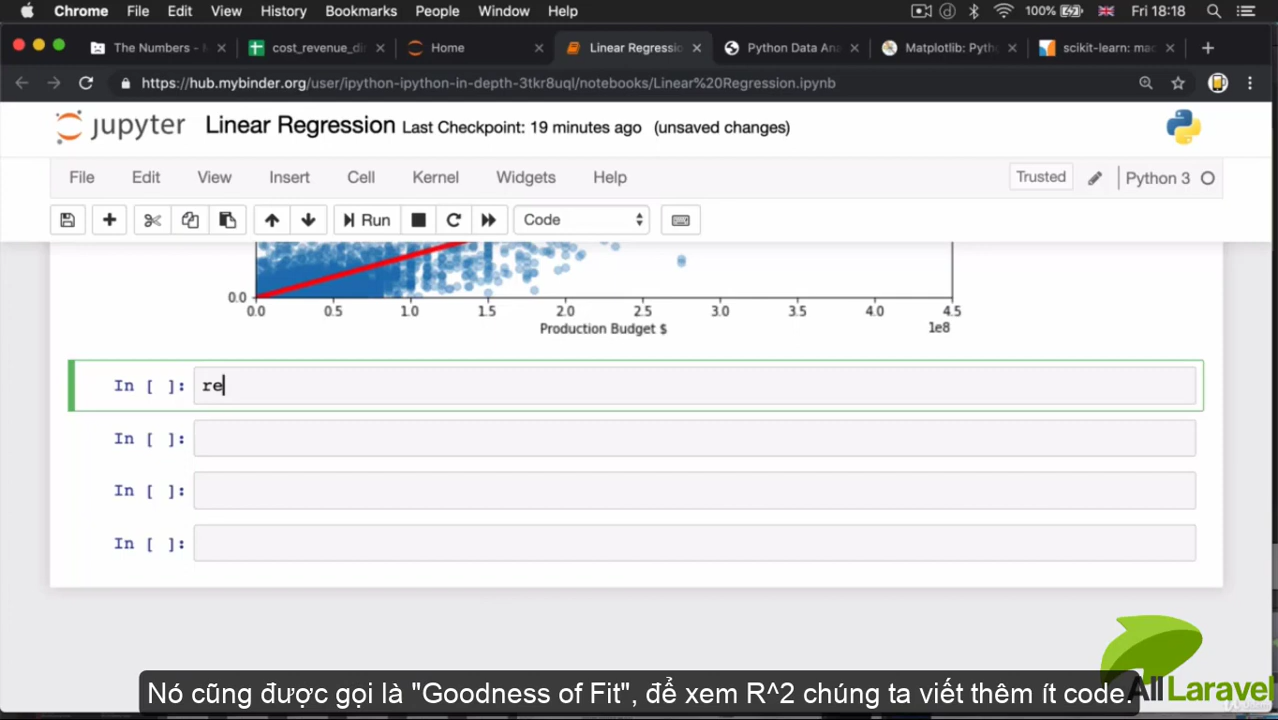 Chrome File Edit View History Bookmarks People Window Help 100% Fri 18:18
The Numbers - cost_revenue_di Home Linear Regressio Python Data Ana Matplotlib: Pyth scikit-learn: mac
https://hub.mybinder.org/user/ipython-ipython-in-depth-3tkr8uql/notebooks/Linear%20Regression.ipynb
jupyter Linear Regression Last Checkpoint: 19 minutes ago (unsaved changes)
File Edit View Insert Cell Kernel Widgets Help Trusted Python 3
Run Code
0.0
0.0 0.5 1.0 1.5 2.0 2.5 3.0 3.5 4.0 4.5
Production Budget $ 1e8
In [ ]: re
In [ ]:
In [ ]:
In [ ]:
Nó cũng được gọi là "Goodness of Fit", để xem R^2 chúng ta viết thêm ít code.
All Laravel